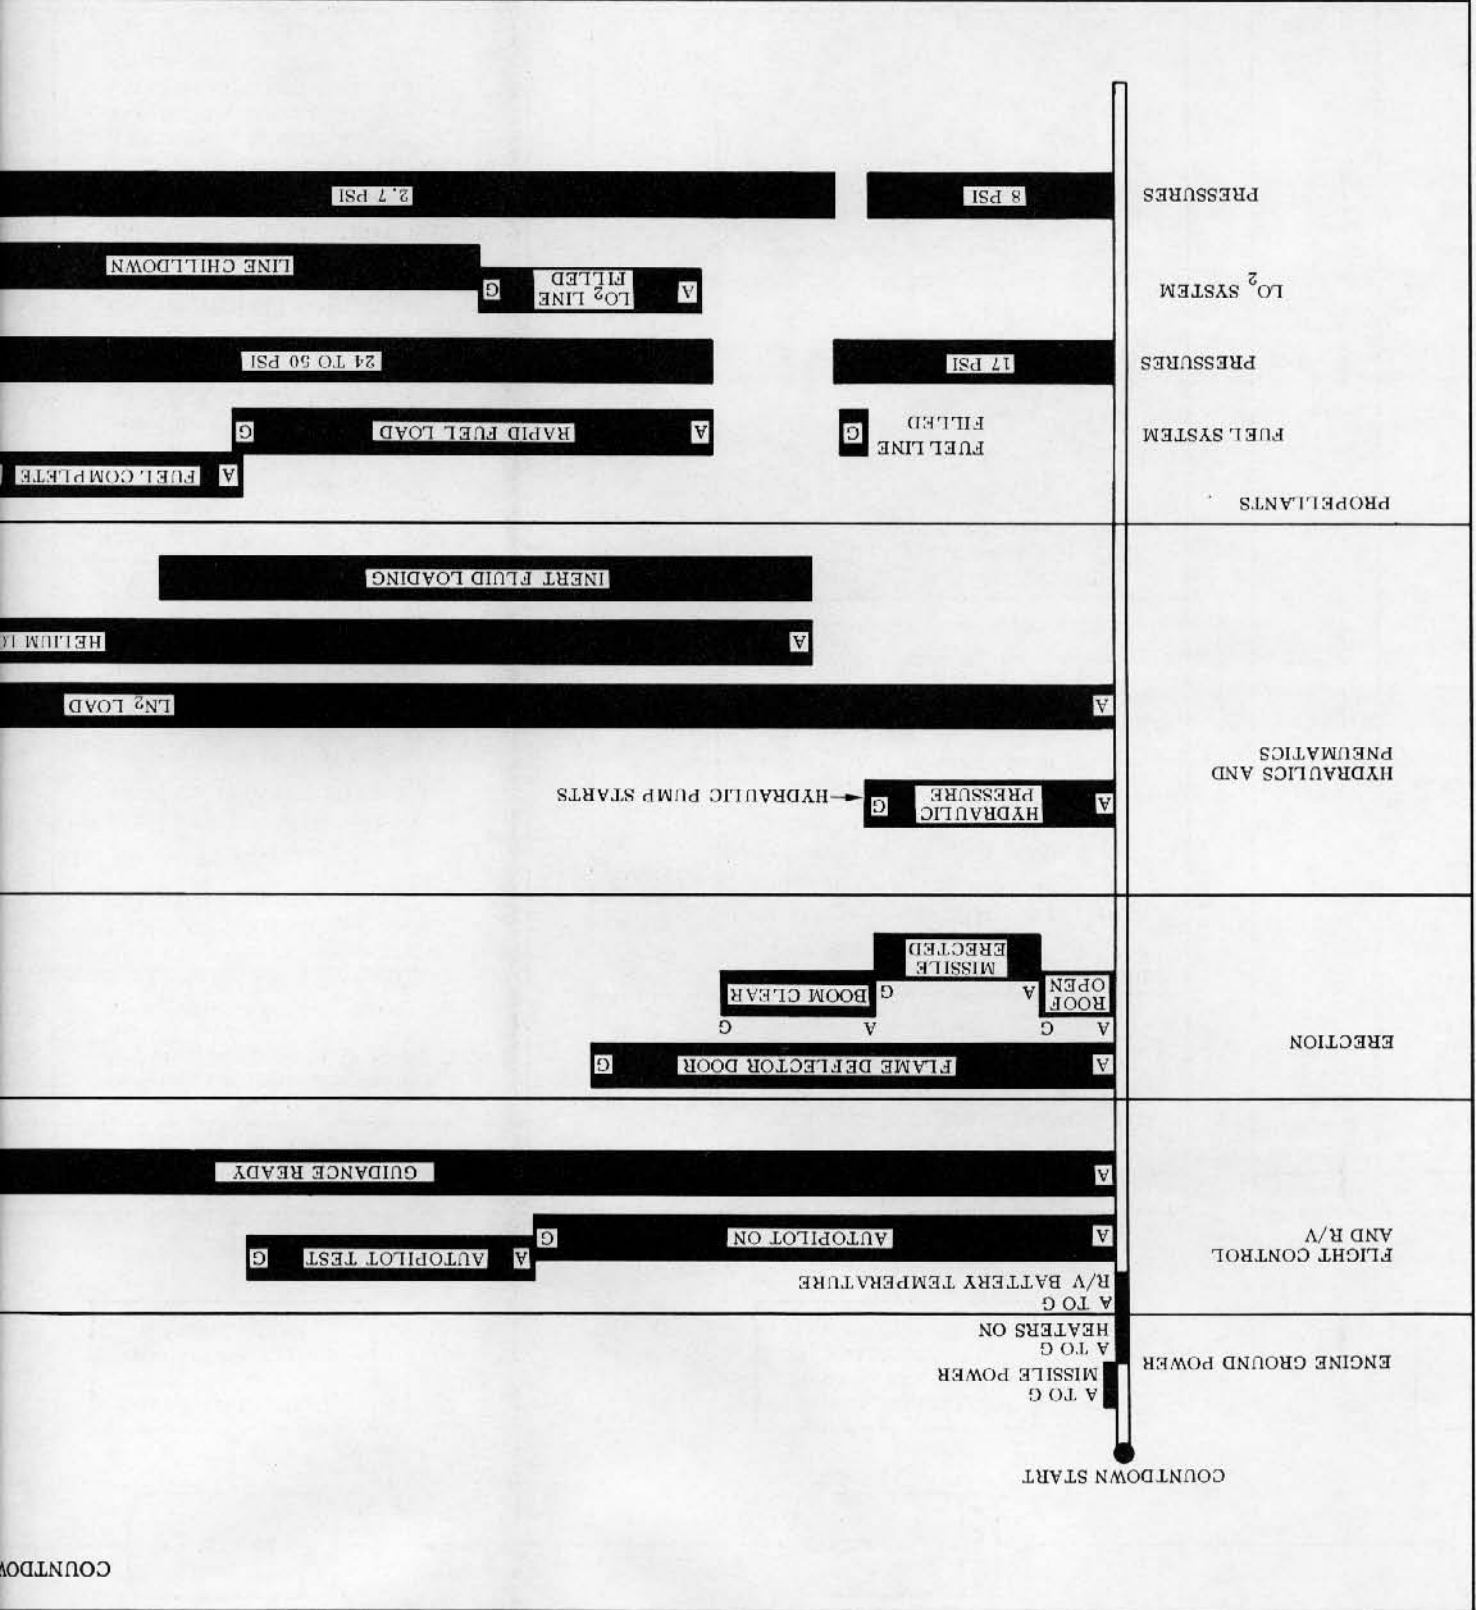 COUNTDOW
COUNTDOWN START
ENGINE GROUND POWER
A TO G
MISSILE POWER
A TO G
HEATERS ON
FLIGHT CONTROL
AND R/V
A TO G
R/V BATTERY TEMPERATURE
A AUTOPILOT ON G
A AUTOPILOT TEST G
A GUIDANCE READY
ERECTION
A FLAME DEFLECTOR DOOR G
A G A G
ROOF
OPEN
A G
BOOM CLEAR
MISSILE
ERECTED
HYDRAULICS AND
PNEUMATICS
A HYDRAULIC
PRESSURE G
HYDRAULIC PUMP STARTS
A LN2 LOAD
A HELIUM LO
INERT FLUID LOADING
PROPELLANTS
FUEL SYSTEM
A FUEL COMPLETE
FUEL LINE
FILLED
G
A RAPID FUEL LOAD G
PRESSURES
17 PSI
24 TO 50 PSI
LO2 SYSTEM
A LO2 LINE
FILLED G
LINE CHILLDOWN
PRESSURES
8 PSI
2.7 PSI